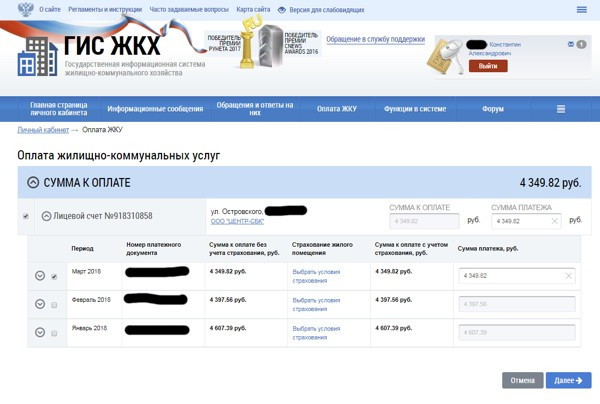 О сайте Регламенты и инструкции Часто задаваемые вопросы Карта сайта Версия для слабовидящих
ГИС ЖКХ
Государственная информационная система
жилищно-коммунального хозяйства
ПОБЕДИТЕЛЬ
ПРЕМИИ
РУНЕТА 2017
RU
ПОБЕДИТЕЛЬ
ПРЕМИИ
CNEWS
AWARDS 2016
Обращение в службу поддержки
Константин
Александрович
1
Выйти
Главная страница
личного кабинета
Информационные сообщения
Обращения и ответы на
них
Оплата ЖКУ
Функции в системе
Форум
Личный кабинет → Оплата ЖКУ
Оплата жилищно-коммунальных услуг
СУММА К ОПЛАТЕ 4 349.82 руб.
Лицевой счет №918310858
ул. Островского,
ООО "ЦЕНТР-СБК"
СУММА К ОПЛАТЕ СУММА ПЛАТЕЖА
4 349.82 руб. 4 349.82 руб.
Период
Номер платежного
документа
Сумма к оплате без
учета страхования, руб.
Страхование жилого
помещения
Сумма к оплате с учетом
страхования, руб.
Сумма платежа, руб.
Март 2018 4 349.82 руб. Выбрать условия 4 349.82 руб. 4 349.82
страхования
Февраль 2018 4 397.56 руб. Выбрать условия 4 397.56 руб. 4 397.56
страхования
Январь 2018 4 607.39 руб. Выбрать условия 4 607.39 руб. 4 607.39
страхования
Отмена Далее